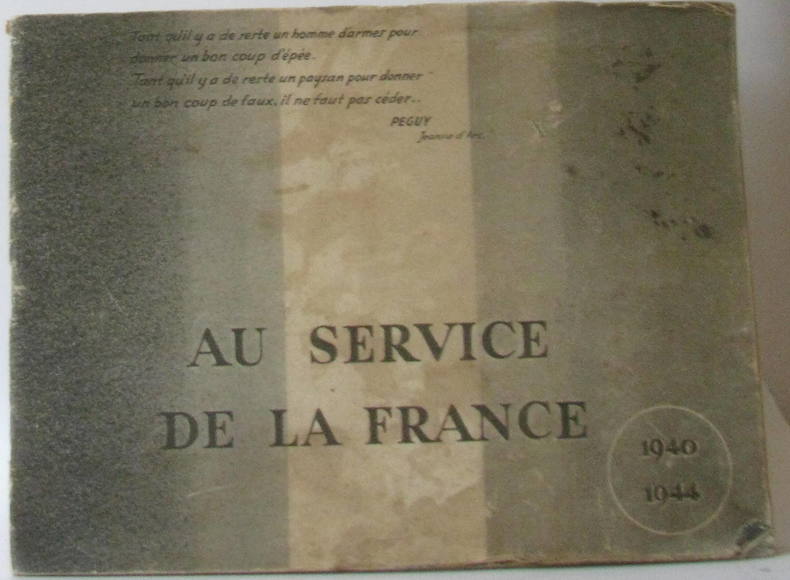 Tant qu'il y a de reste un homme d'armes pour
donner un bon coup d'épée.
Tant qu'il y a de reste un paysan pour donner
un bon coup de faux, il ne faut pas céder..
PEGUY
Jeanne d'Arc.
AU SERVICE
DE LA FRANCE
1940
1944